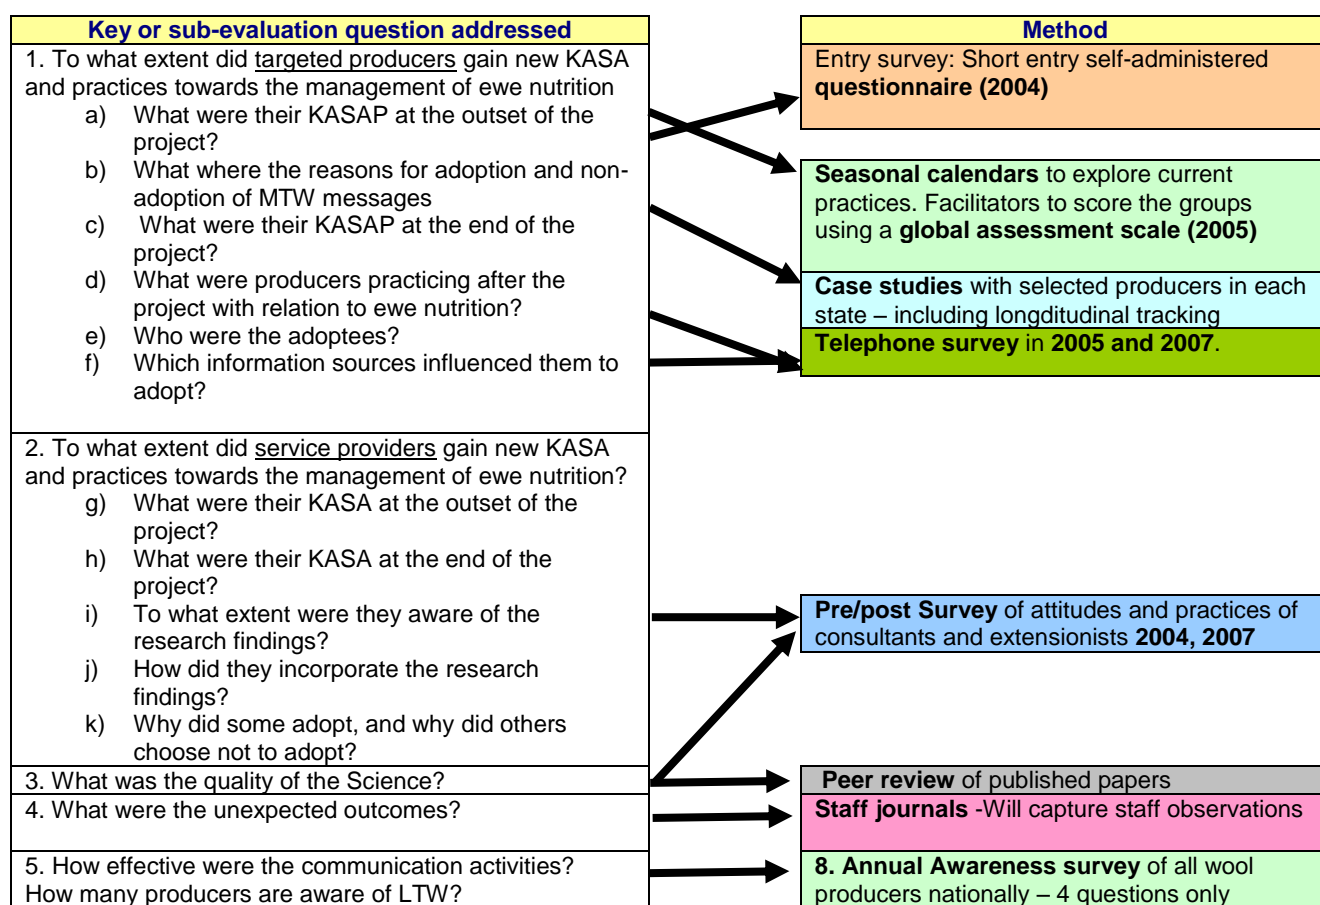 Key or sub-evaluation question addressed
1. To what extent did targeted producers gain new KASA
and practices towards the management of ewe nutrition
a) What were their KASAP at the outset of the
project?
b) What where the reasons for adoption and non-
adoption of MTW messages
c) What were their KASAP at the end of the
project?
d) What were producers practicing after the
project with relation to ewe nutrition?
e) Who were the adoptees?
f) Which information sources influenced them to
adopt?
2. To what extent did service providers gain new KASA
and practices towards the management of ewe nutrition?
g) What were their KASA at the outset of the
project?
h) What were their KASA at the end of the
project?
i) To what extent were they aware of the
research findings?
j) How did they incorporate the research
findings?
k) Why did some adopt, and why did others
choose not to adopt?
3. What was the quality of the Science?
4. What were the unexpected outcomes?
5. How effective were the communication activities?
How many producers are aware of LTW?
Method
Entry survey: Short entry self-administered
questionnaire (2004)
Seasonal calendars to explore current
practices. Facilitators to score the groups
using a global assessment scale (2005)
Case studies with selected producers in each
state – including longditudinal tracking
Telephone survey in 2005 and 2007.
Pre/post Survey of attitudes and practices of
consultants and extensionists 2004, 2007
Peer review of published papers
Staff journals -Will capture staff observations
8. Annual Awareness survey of all wool
producers nationally – 4 questions only